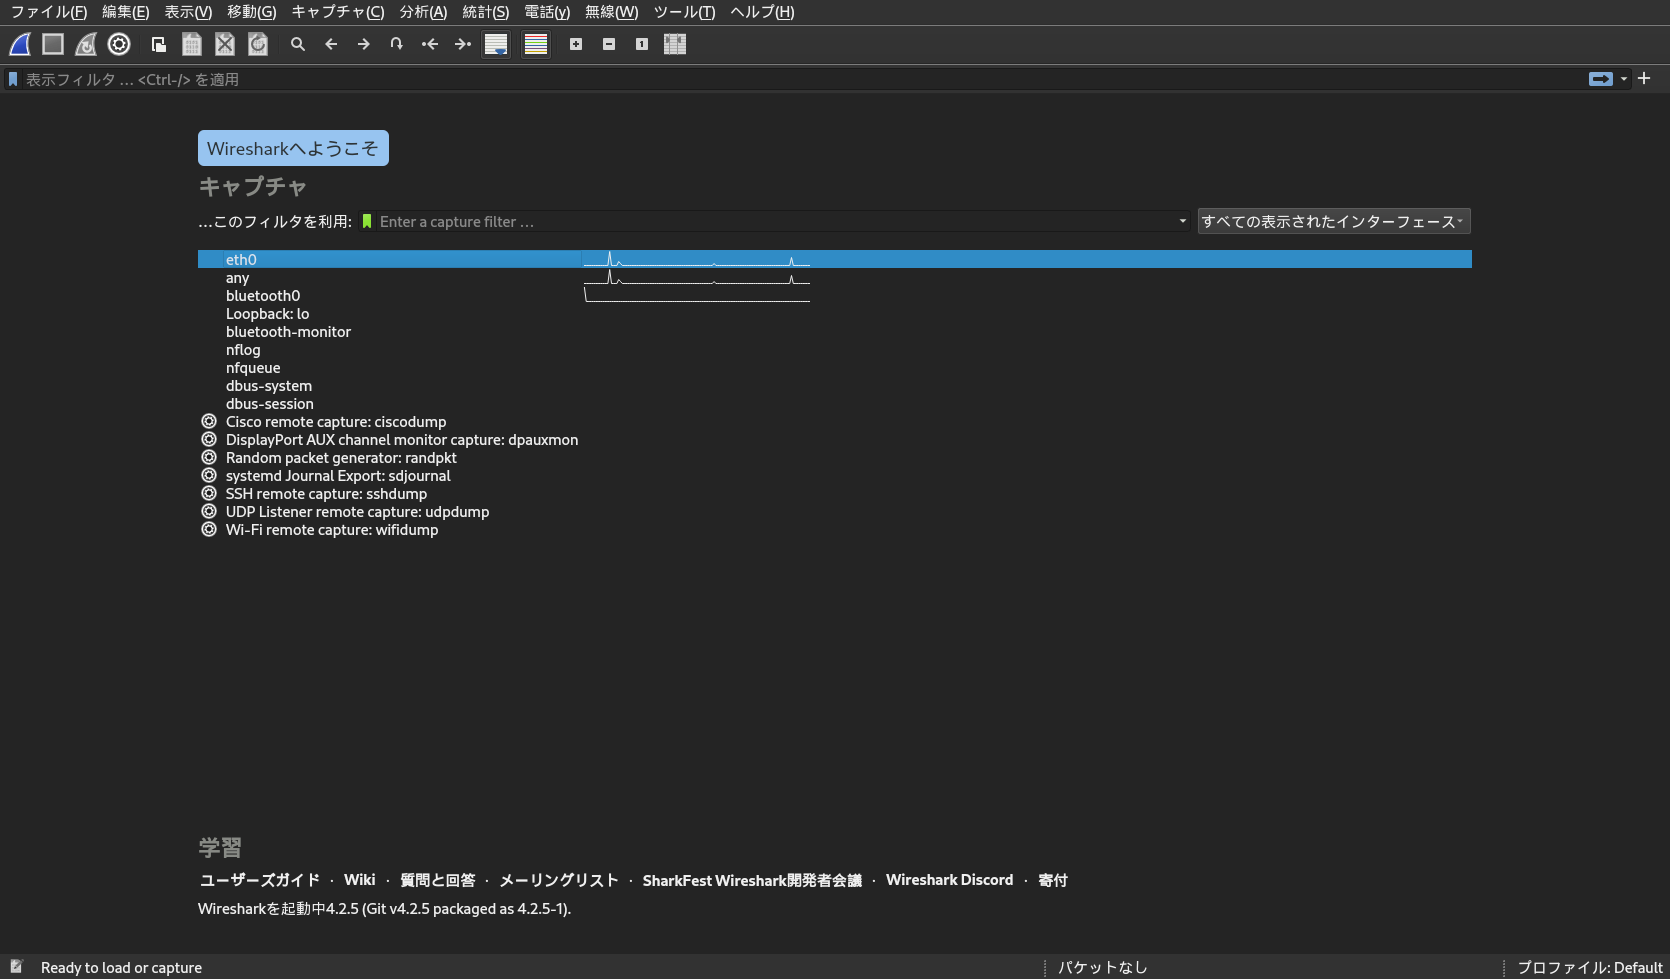 ファイル(F) 編集(E) 表示(V) 移動(G) キャプチャ(C) 分析(A) 統計(S) 電話(y) 無線(W) ツール(T) ヘルプ(H)
表示フィルタ … <Ctrl-/> を適用
Wiresharkへようこそ
キャプチャ
…このフィルタを利用: Enter a capture filter … すべての表示されたインターフェース
eth0
any
bluetooth0
Loopback: lo
bluetooth-monitor
nflog
nfqueue
dbus-system
dbus-session
Cisco remote capture: ciscodump
DisplayPort AUX channel monitor capture: dpauxmon
Random packet generator: randpkt
systemd Journal Export: sdjournal
SSH remote capture: sshdump
UDP Listener remote capture: udpdump
Wi-Fi remote capture: wifidump
学習
ユーザーズガイド · Wiki · 質問と回答 · メーリングリスト · SharkFest Wireshark開発者会議 · Wireshark Discord · 寄付
Wiresharkを起動中4.2.5 (Git v4.2.5 packaged as 4.2.5-1).
Ready to load or capture パケットなし プロファイル: Default